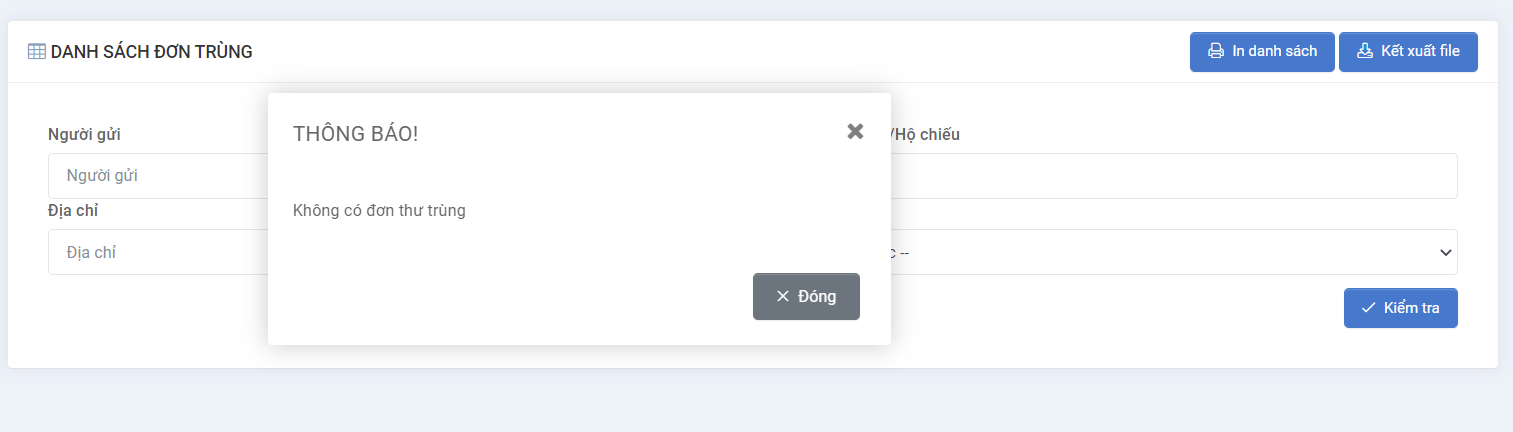 DANH SÁCH ĐƠN TRÙNG
In danh sách
Kết xuất file
THÔNG BÁO!
Người gửi
/Hộ chiếu
Người gửi
Không có đơn thư trùng
Địa chỉ
Địa chỉ
c --
Đóng
Kiểm tra